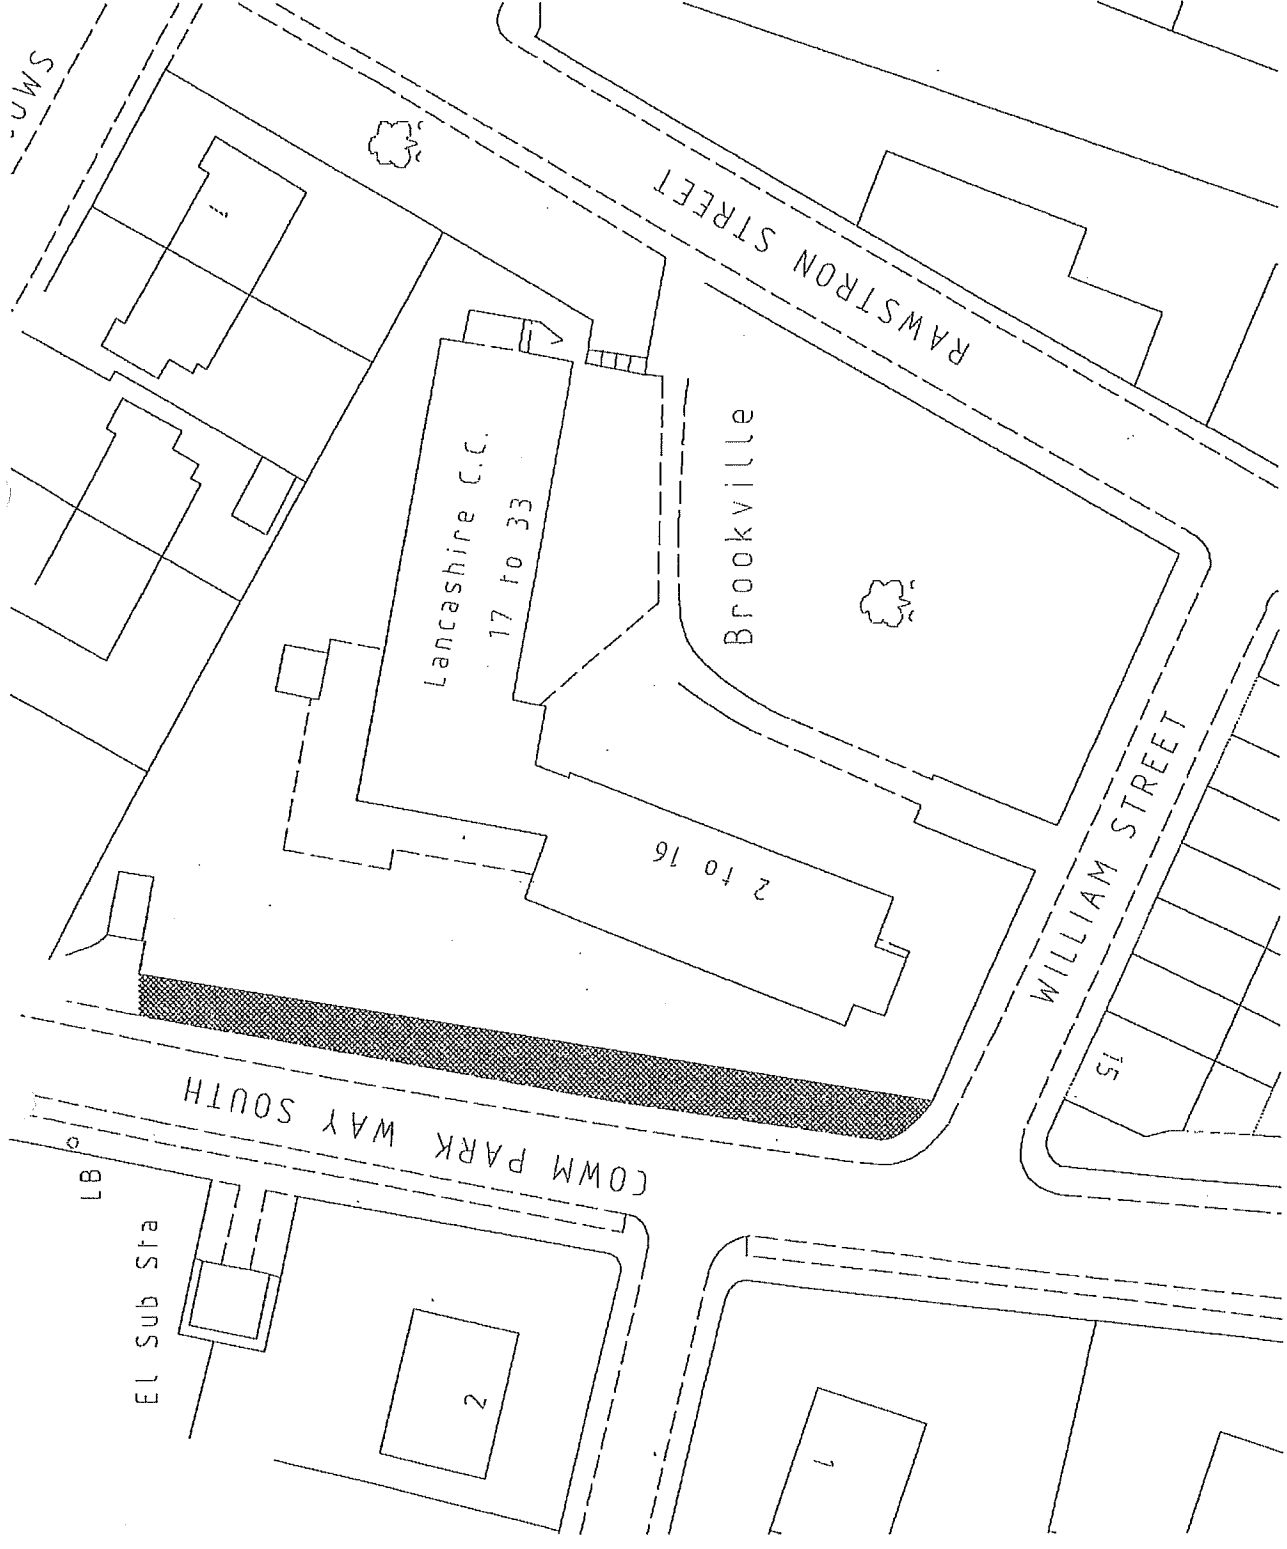 1
RAWSTRON STREET
Lancashire C.C.
17 to 33
Brookville
2 to 16
WILLIAM STREET
15
COWM PARK WAY SOUTH
LB
El Sub Sta
2
1